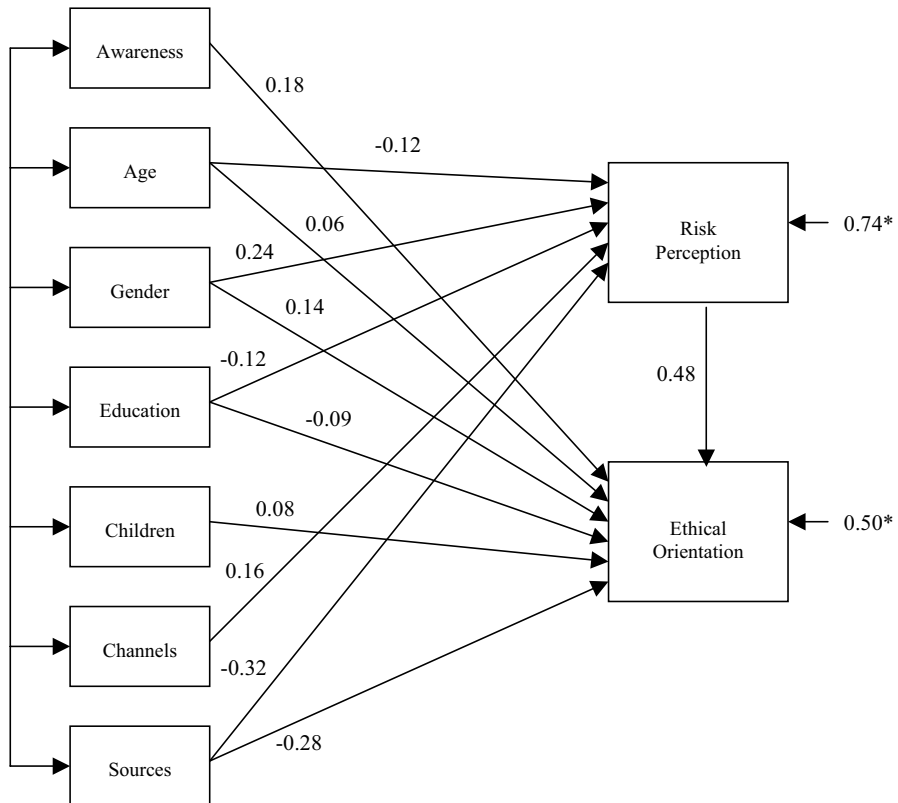 Awareness
0.18
-0.12
Age
Risk
Perception
0.74*
0.06
0.24
Gender
0.14
-0.12
0.48
Education
-0.09
Children
0.08
Ethical
Orientation
0.50*
0.16
Channels
-0.32
-0.28
Sources